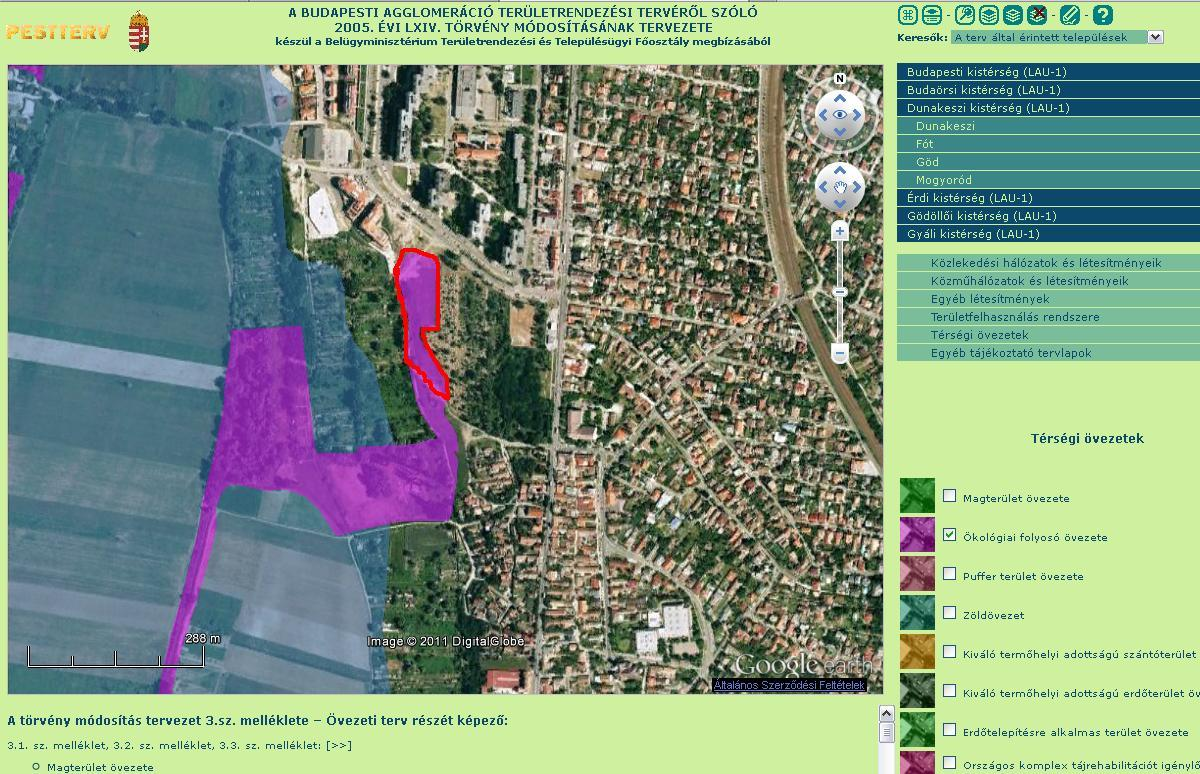 PESTTERV
A BUDAPESTI AGGLOMERÁCIÓ TERÜLETRENDEZÉSI TERVÉRŐL SZÓLÓ
2005. ÉVI LXIV. TÖRVÉNY MÓDOSÍTÁSÁNAK TERVEZETE
készül a Belügyminisztérium Területrendezési és Településügyi Főosztály megbízásából
Keresők: A terv által érintett települések
Budapesti kistérség (LAU-1)
Budaörsi kistérség (LAU-1)
Dunakeszi kistérség (LAU-1)
Dunakeszi
Fót
Göd
Mogyoród
Érdi kistérség (LAU-1)
Gödöllői kistérség (LAU-1)
Gyáli kistérség (LAU-1)
Közlekedési hálózatok és létesítményeik
Közműhálózatok és létesítményeik
Egyéb létesítmények
Területfelhasználás rendszere
Térségi övezetek
Egyéb tájékoztató tervlapok
Térségi övezetek
Magterület övezete
Ökológiai folyosó övezete
Puffer terület övezete
Zöldövezet
Kiváló termőhelyi adottságú szántóterület
Kiváló termőhelyi adottságú erdőterület öv
Erdőtelepítésre alkalmas terület övezete
Országos komplex tájrehabilitációt igénylő
N
288 m
Image © 2011 DigitalGlobe
Google earth
Általános Szerződési Feltételek
A törvény módosítás tervezet 3.sz. melléklete – Övezeti terv részét képező:
3.1. sz. melléklet, 3.2. sz. melléklet, 3.3. sz. melléklet: [>>]
Magterület övezete